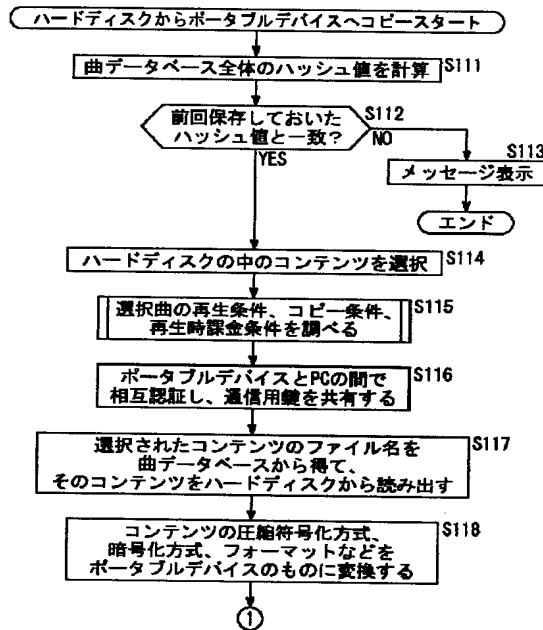 ハードディスクからポータブルデバイスへコピースタート
曲データベース全体のハッシュ値を計算
S111
前回保存しておいた
ハッシュ値と一致?
S112
NO
YES
メッセージ表示
S113
エンド
ハードディスクの中のコンテンツを選択
S114
選択曲の再生条件、コピー条件、
再生時課金条件を調べる
S115
ポータブルデバイスとPCの間で
相互認証し、通信用鍵を共有する
S116
選択されたコンテンツのファイル名を
曲データベースから得て、
そのコンテンツをハードディスクから読み出す
S117
コンテンツの圧縮符号化方式、
暗号化方式、フォーマットなどを
ポータブルデバイスのものに変換する
S118
1